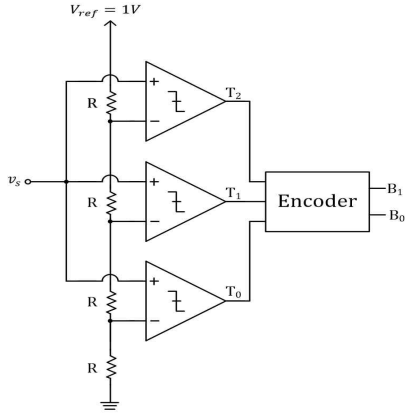 V_ref = 1V
R
T₂
+
−
v_s
R
T₁
+
−
Encoder
B₁
B₀
R
T₀
+
−
R